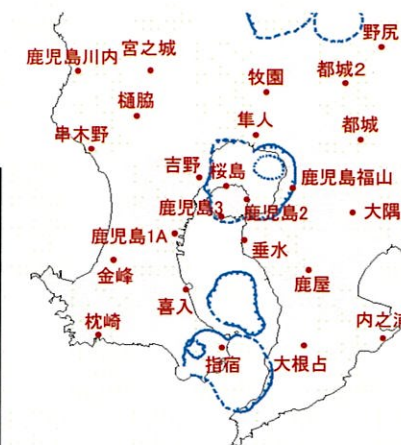 野尻
宮之城
鹿児島川内
都城2
牧園
樋脇
隼人
都城
串木野
吉野
桜島
鹿児島福山
鹿児島3
鹿児島2
大隅
鹿児島1A
垂水
金峰
鹿屋
喜入
枕崎
内之浦
指宿
大根占